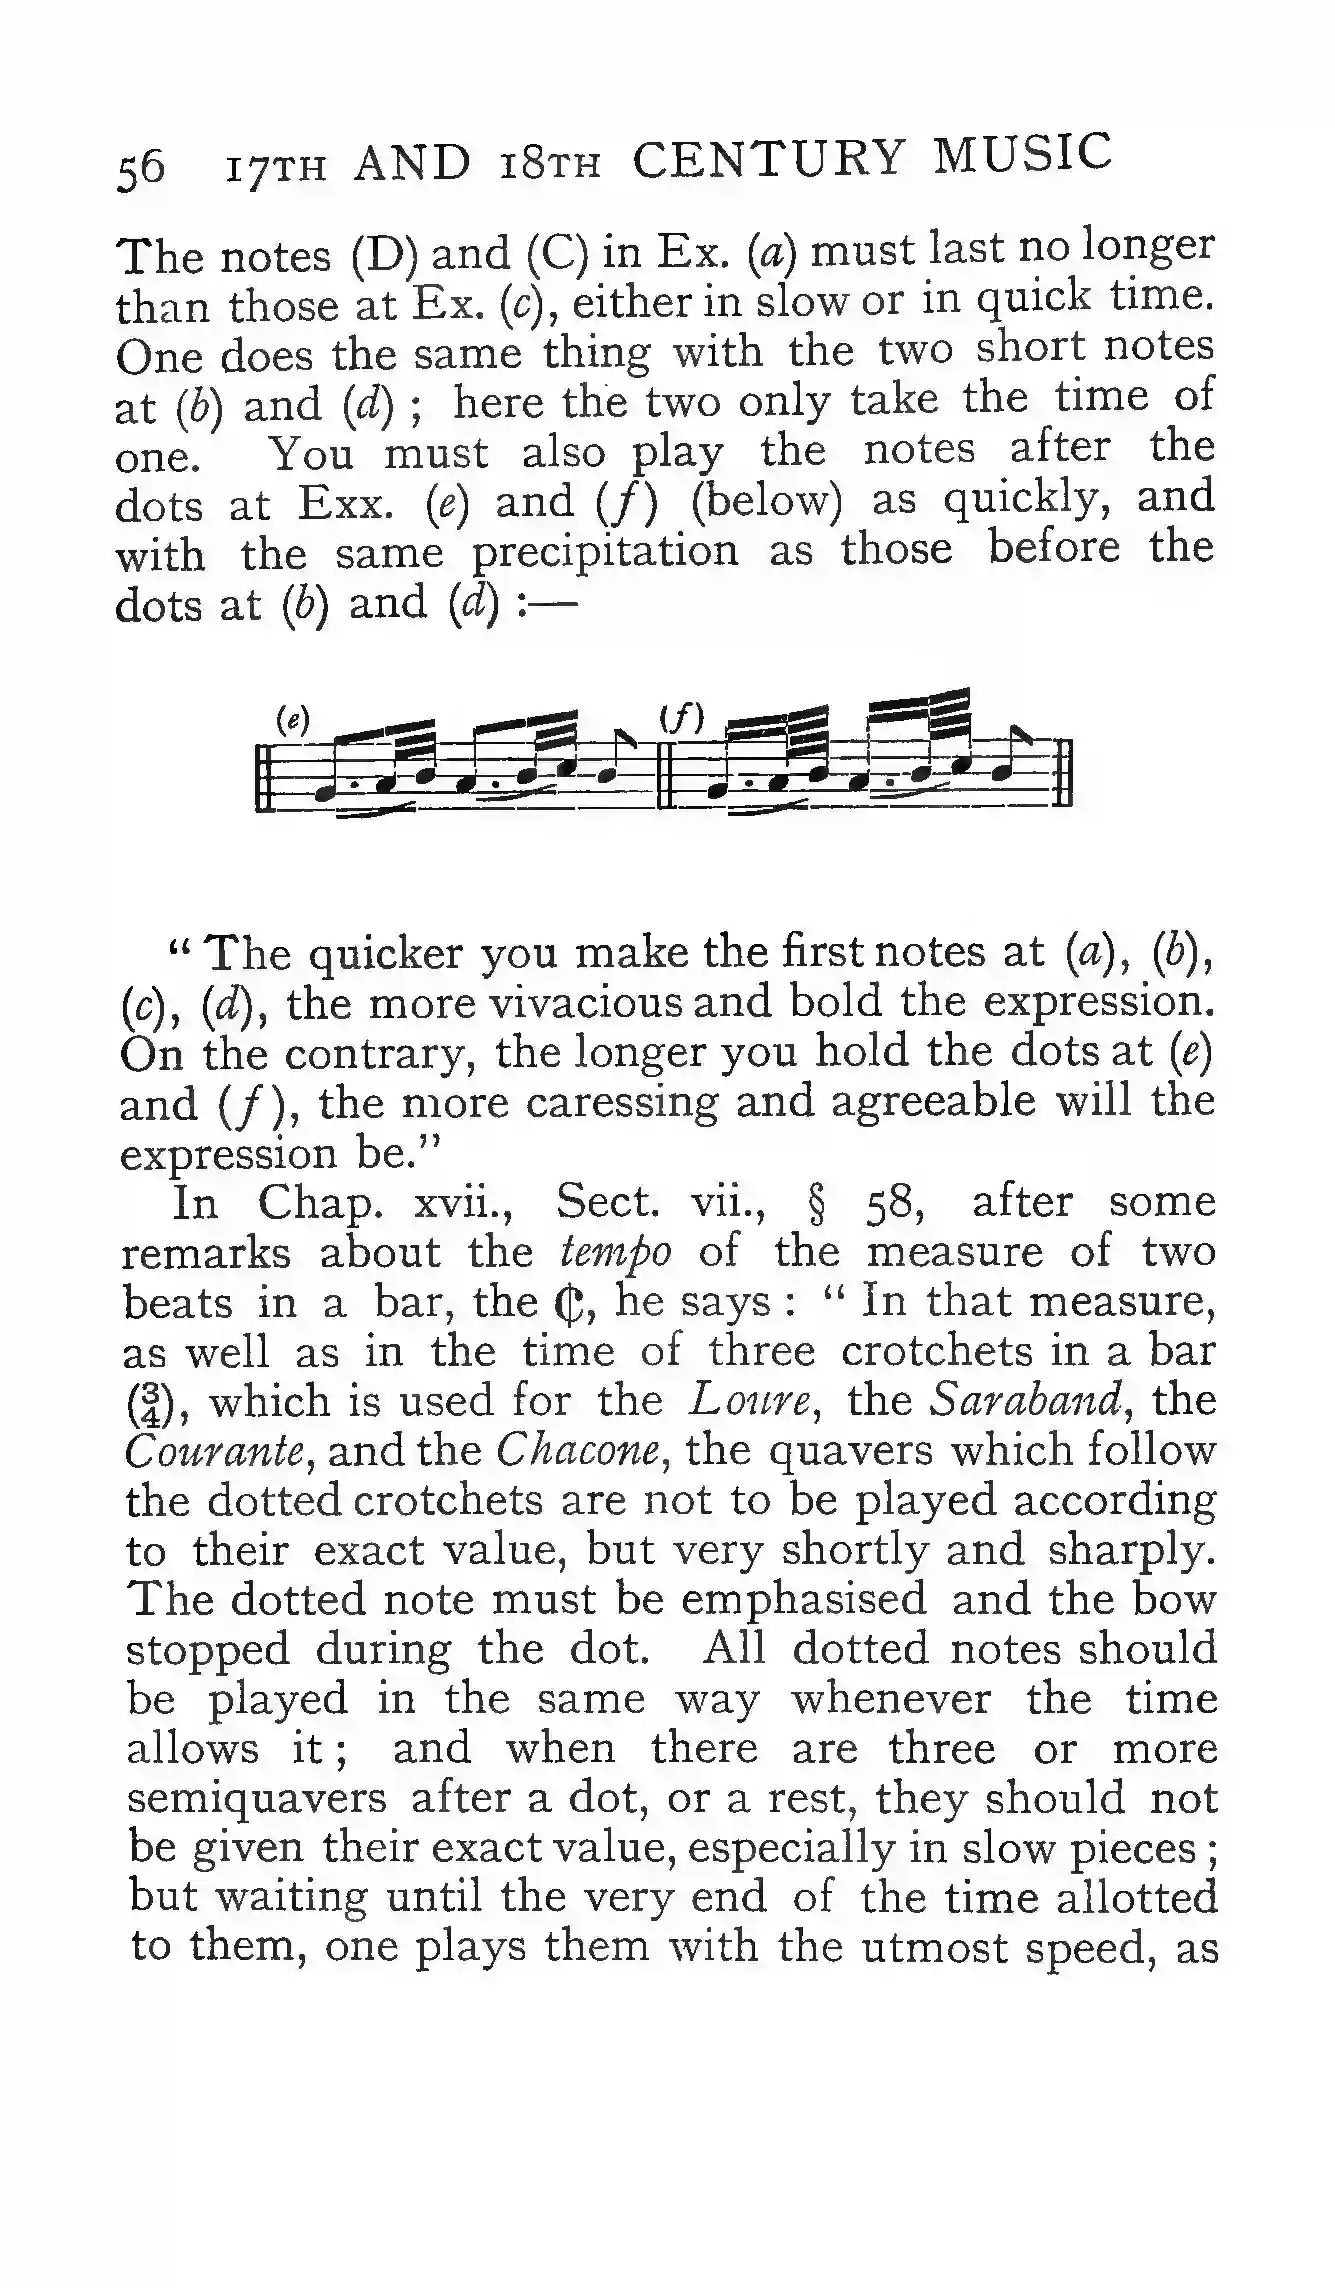 56 17TH AND 18TH CENTURY MUSIC
The notes (D) and (C) in Ex. (a) must last no longer
than those at Ex. (c), either in slow or in quick time.
One does the same thing with the two short notes
at (b) and (d) ; here the two only take the time of
one. You must also play the notes after the
dots at Exx. (e) and (f) (below) as quickly, and
with the same precipitation as those before the
dots at (b) and (d) :—
(e) (f)
“ The quicker you make the first notes at (a), (b),
(c), (d), the more vivacious and bold the expression.
On the contrary, the longer you hold the dots at (e)
and (f), the more caressing and agreeable will the
expression be.”
In Chap. xvii., Sect. vii., § 58, after some
remarks about the tempo of the measure of two
beats in a bar, the 𝄵, he says : “ In that measure,
as well as in the time of three crotchets in a bar
(3/4), which is used for the Loure, the Saraband, the
Courante, and the Chacone, the quavers which follow
the dotted crotchets are not to be played according
to their exact value, but very shortly and sharply.
The dotted note must be emphasised and the bow
stopped during the dot. All dotted notes should
be played in the same way whenever the time
allows it ; and when there are three or more
semiquavers after a dot, or a rest, they should not
be given their exact value, especially in slow pieces ;
but waiting until the very end of the time allotted
to them, one plays them with the utmost speed, as